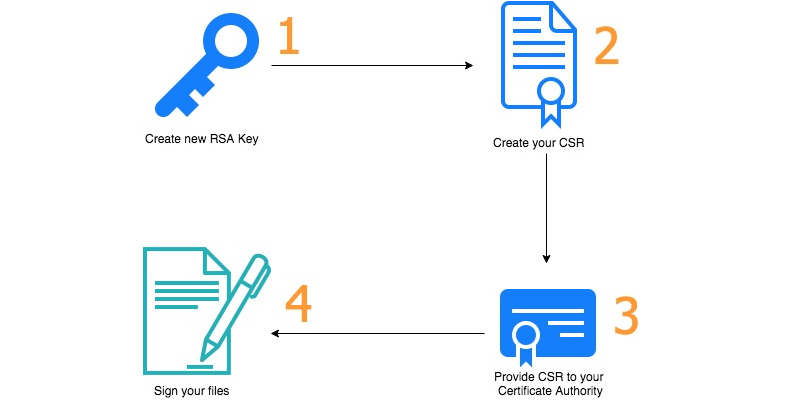 1
Create new RSA Key
2
Create your CSR
3
Provide CSR to your
Certificate Authority
4
Sign your files